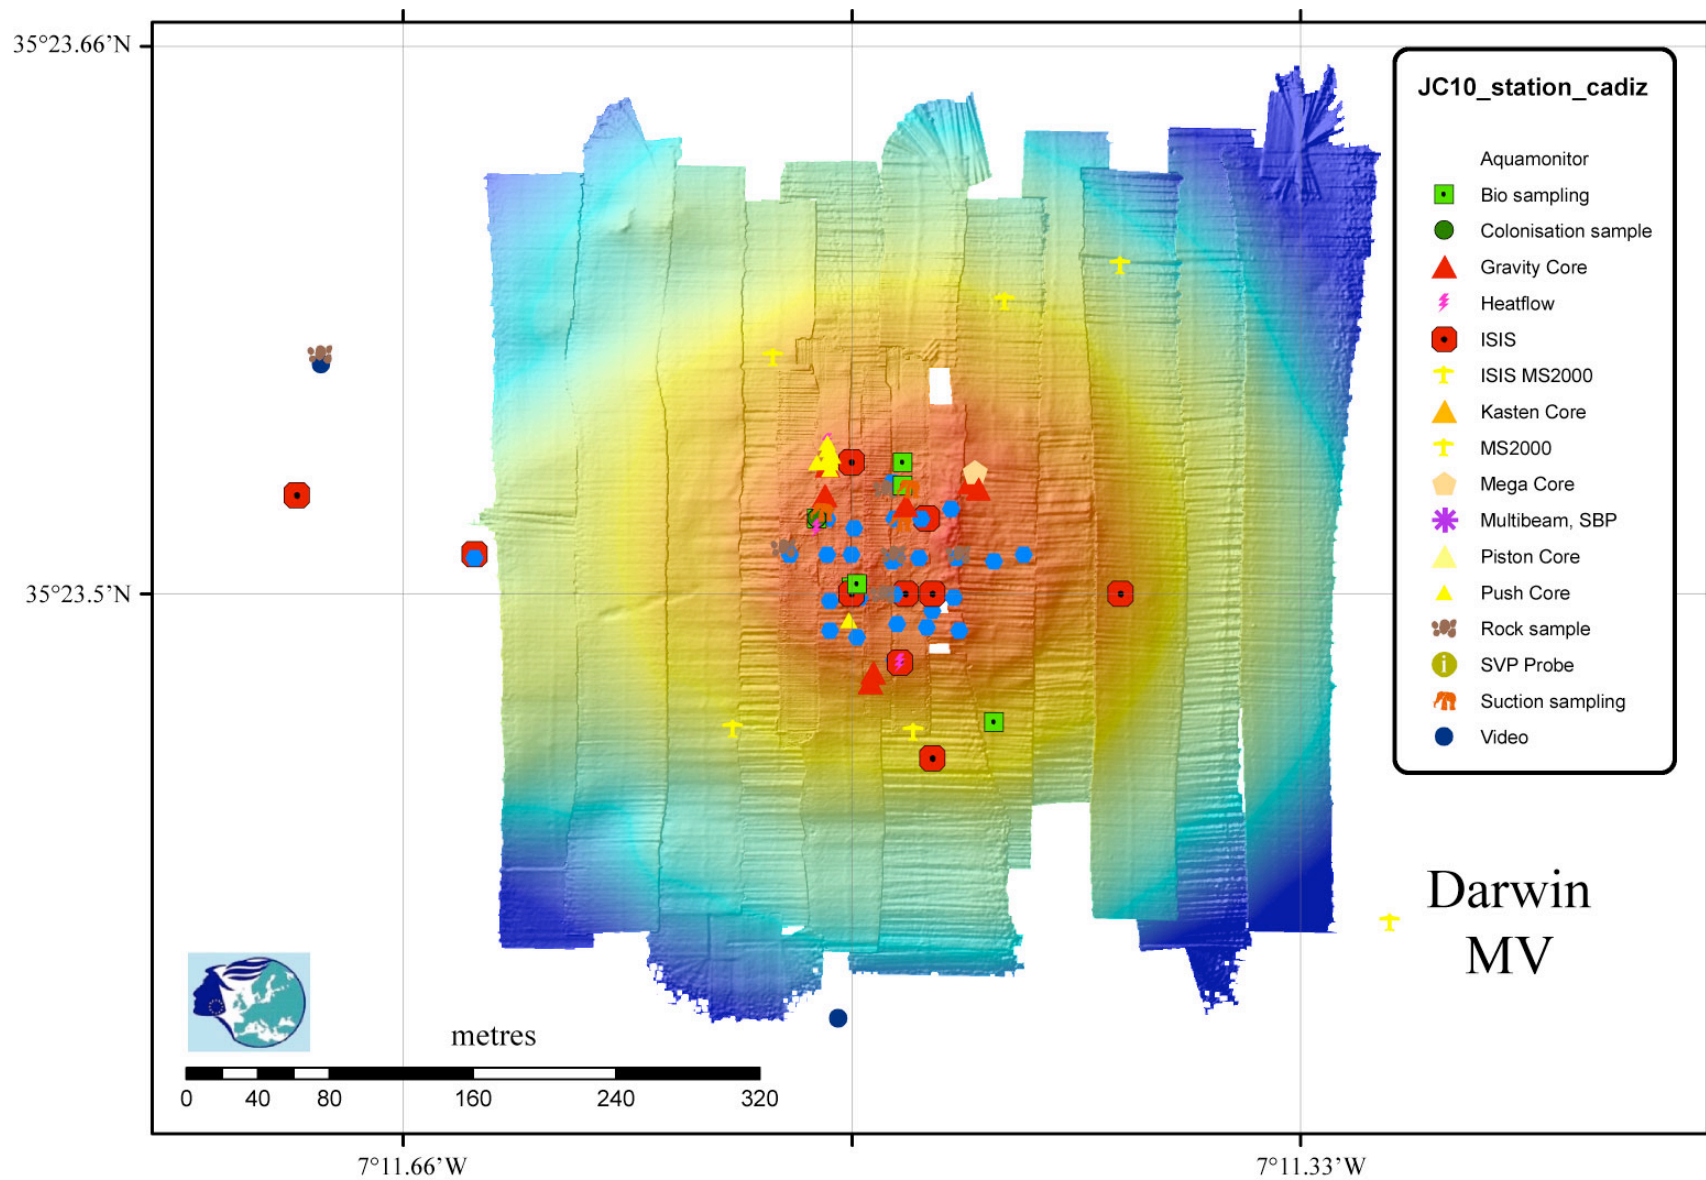 35°23.66'N
JC10_station_cadiz
Aquamonitor
Bio sampling
Colonisation sample
Gravity Core
Heatflow
ISIS
ISIS MS2000
Kasten Core
MS2000
Mega Core
Multibeam, SBP
Piston Core
Push Core
Rock sample
SVP Probe
Suction sampling
Video
35°23.5'N
Darwin
MV
metres
0 40 80 160 240 320
7°11.66'W 7°11.33'W